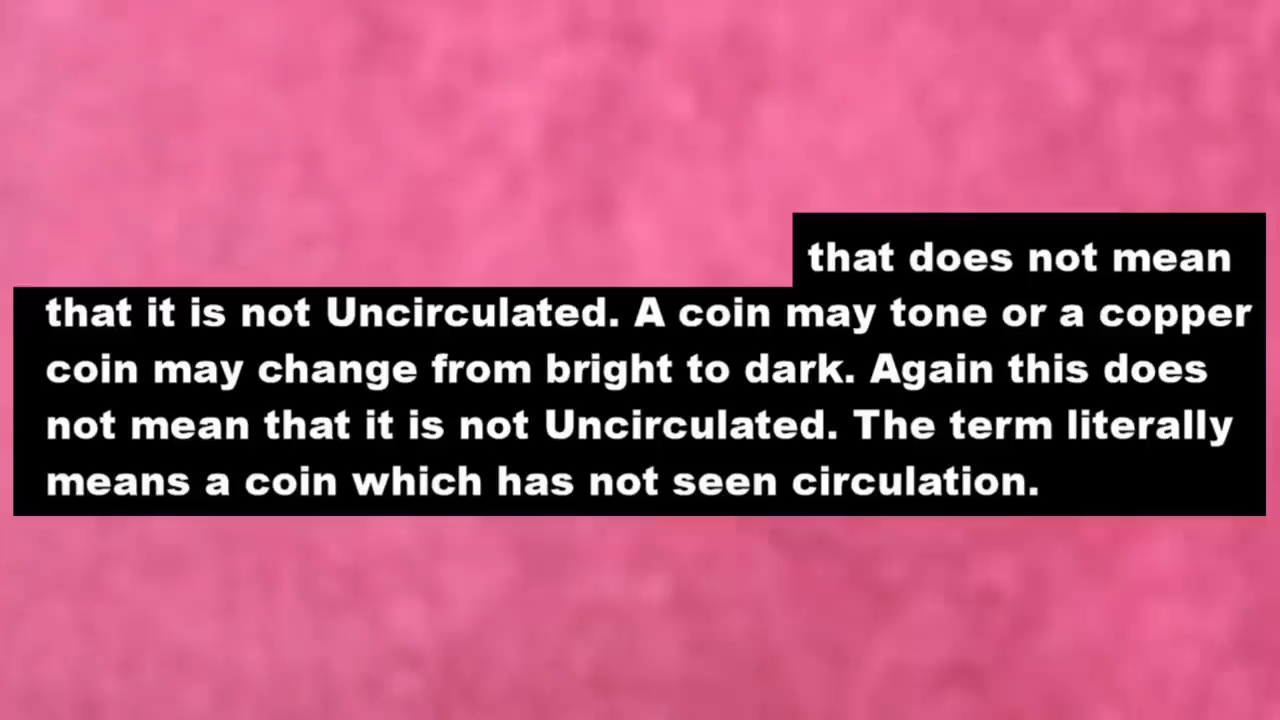 that does not mean
that it is not Uncirculated. A coin may tone or a copper
coin may change from bright to dark. Again this does
not mean that it is not Uncirculated. The term literally
means a coin which has not seen circulation.